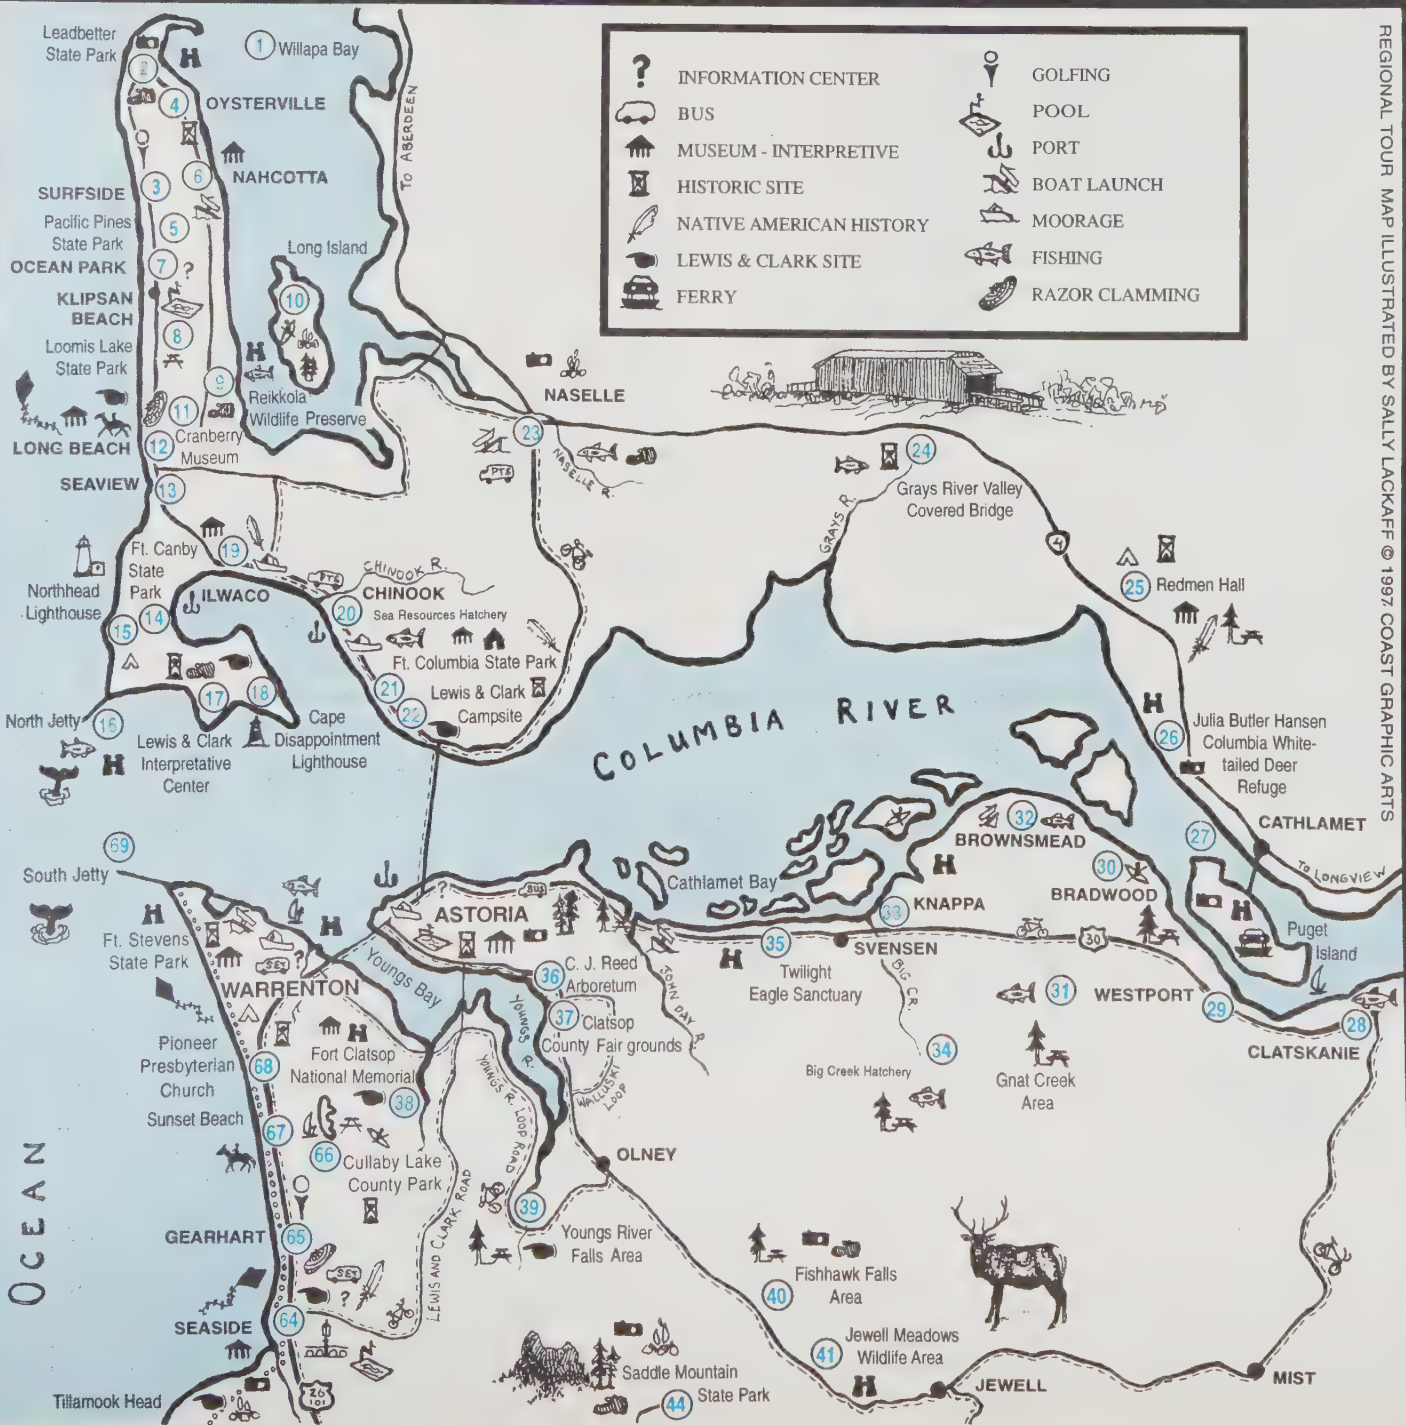 Leadbetter
State Park
2
1 Willapa Bay
4 OYSTERVILLE
6 NAHCOTTA
SURFSIDE 3
Pacific Pines
State Park
5
OCEAN PARK 7 ?
KLIPSAN
BEACH
8
Loomis Lake
State Park
Long Island
10
9
Reikkola
Wildlife Preserve
11
Cranberry
Museum
LONG BEACH 12
SEAVIEW 13
TO ABERDEEN
? INFORMATION CENTER
BUS
MUSEUM - INTERPRETIVE
HISTORIC SITE
NATIVE AMERICAN HISTORY
LEWIS & CLARK SITE
FERRY
GOLFING
POOL
PORT
BOAT LAUNCH
MOORAGE
FISHING
RAZOR CLAMMING
REGIONAL TOUR MAP ILLUSTRATED BY SALLY LACKAFF © 1997 COAST GRAPHIC ARTS
NASELLE
23
NASELLE R.
PTS
24
Grays River Valley
Covered Bridge
GRAYS R.
4
25 Redmen Hall
19
Ft. Canby
State
Park
Northhead
Lighthouse
15 14
ILWACO
PTS
CHINOOK R.
CHINOOK
20
Sea Resources Hatchery
Ft. Columbia State Park
21
Lewis & Clark
Campsite
22
17 18
North Jetty 16
Lewis & Clark
Interpretative
Center
Cape
Disappointment
Lighthouse
COLUMBIA RIVER
26
Julia Butler Hansen
Columbia White-
tailed Deer
Refuge
CATHLAMET
TO LONGVIEW
27
Puget
Island
32
BROWNSMEAD
30
BRADWOOD
H
KNAPPA
33
SVENSEN
30
Cathlamet Bay
35
Twilight
Eagle Sanctuary
BIG CR.
31
WESTPORT
29
28
CLATSKANIE
34
Big Creek Hatchery
Gnat Creek
Area
69
South Jetty
Ft. Stevens
State Park
SET ?
WARRENTON
Youngs Bay
?
BUS
ASTORIA
36 C. J. Reed
Arboretum
37 Clatsop
County Fair grounds
JOHN DAY R.
YOUNGS R.
WALLUSKI
LOOP
YOUNGS R. LOOP ROAD
Pioneer
Presbyterian
Church
68
Fort Clatsop
National Memorial
38
Sunset Beach
67
66
Cullaby Lake
County Park
LEWIS AND CLARK ROAD
OLNEY
39
Youngs River
Falls Area
OCEAN
GEARHART 65
SET
?
SEASIDE 64
26
101
Tillamook Head
Saddle Mountain
State Park
44
Fishhawk Falls
Area
40
41
Jewell Meadows
Wildlife Area
JEWELL
MIST